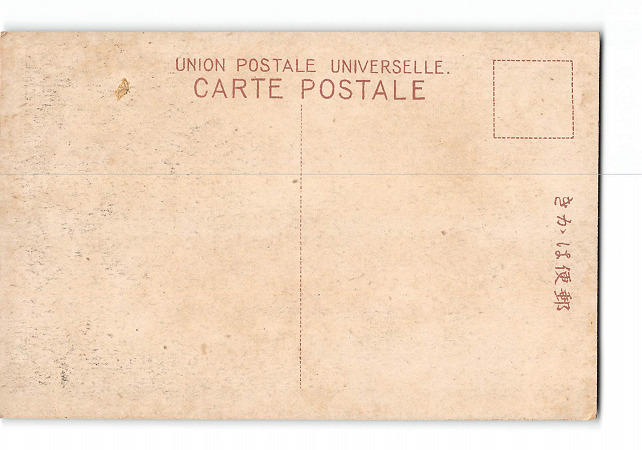 UNION POSTALE UNIVERSELLE.
CARTE POSTALE
郵便はかき